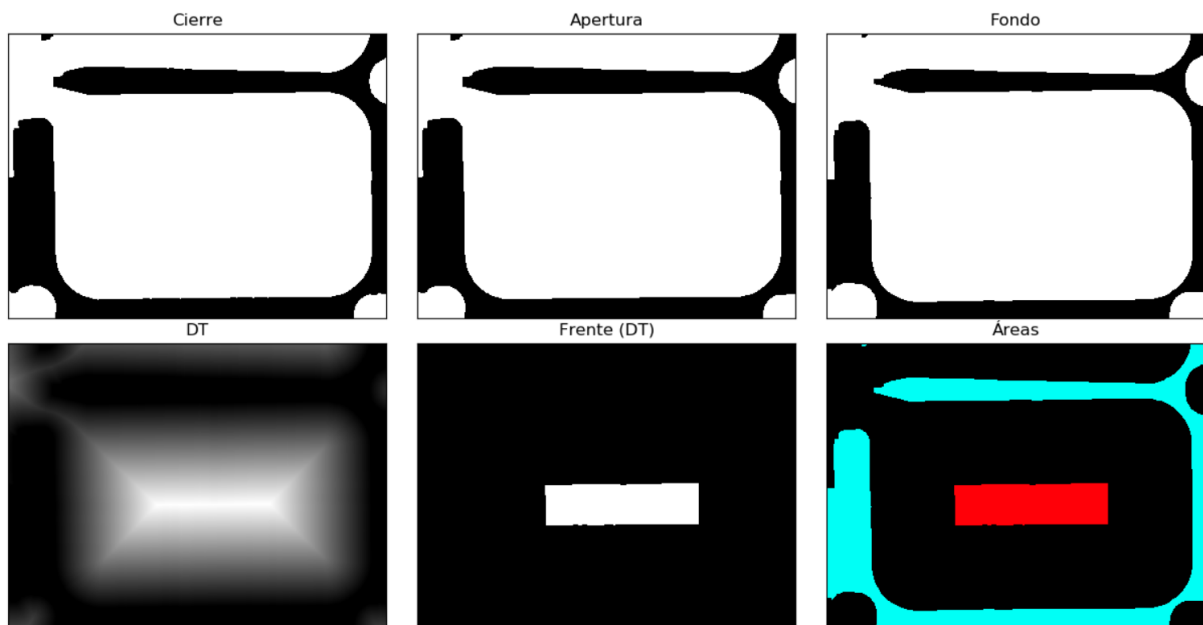 Cierre
Apertura
Fondo
DT
Frente (DT)
Áreas